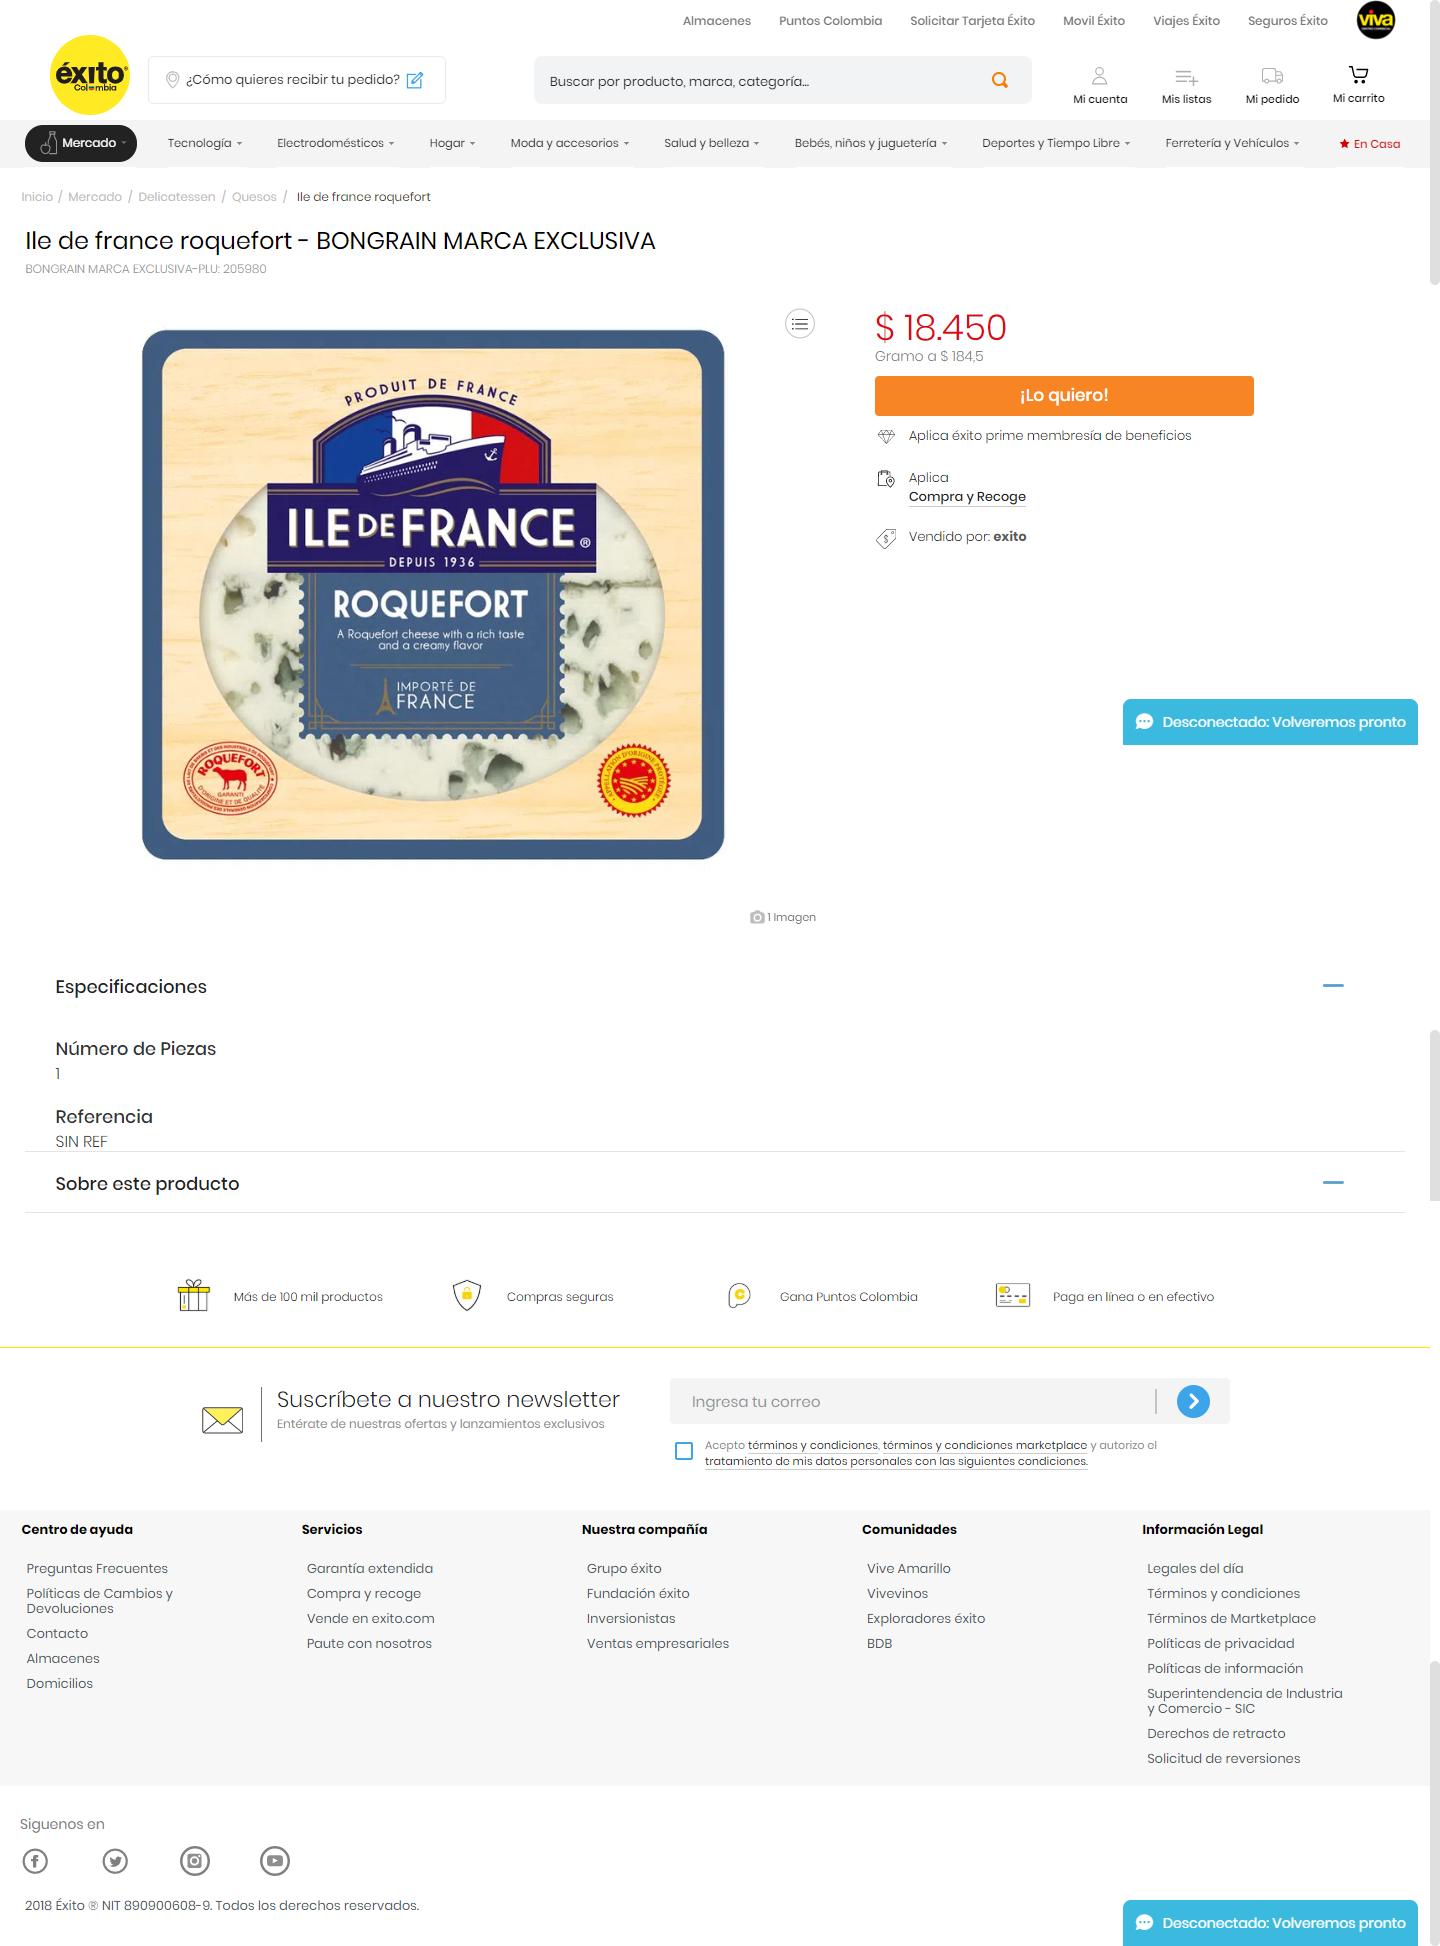 Almacenes Puntos Colombia Solicitar Tarjeta Éxito Movil Éxito Viajes Éxito Seguros Éxito viva
éxito
Colombia
¿Cómo quieres recibir tu pedido?
Buscar por producto, marca, categoría...
Mi cuenta Mis listas Mi pedido Mi carrito
Mercado Tecnología Electrodomésticos Hogar Moda y accesorios Salud y belleza Bebés, niños y juguetería Deportes y Tiempo Libre Ferretería y Vehículos En Casa
Inicio / Mercado / Delicatessen / Quesos / Ile de france roquefort
Ile de france roquefort - BONGRAIN MARCA EXCLUSIVA
BONGRAIN MARCA EXCLUSIVA-PLU: 205980
PRODUIT DE FRANCE
ILE DE FRANCE ®
DEPUIS 1936
ROQUEFORT
A Roquefort cheese with a rich taste
and a creamy flavor
IMPORTÉ DE
FRANCE
ROQUEFORT
GARANTI
D'ORIGINE ET DE QUALITÉ
APPELLATION D'ORIGINE PROTÉGÉE
$ 18.450
Gramo a $ 184,5
¡Lo quiero!
Aplica éxito prime membresía de beneficios
Aplica
Compra y Recoge
Vendido por: exito
Desconectado: Volveremos pronto
1 Imagen
Especificaciones
Número de Piezas
1
Referencia
SIN REF
Sobre este producto
Más de 100 mil productos Compras seguras Gana Puntos Colombia Paga en línea o en efectivo
Suscríbete a nuestro newsletter
Entérate de nuestras ofertas y lanzamientos exclusivos
Ingresa tu correo
Acepto términos y condiciones, términos y condiciones marketplace y autorizo el
tratamiento de mis datos personales con las siguientes condiciones.
Centro de ayuda
Preguntas Frecuentes
Políticas de Cambios y
Devoluciones
Contacto
Almacenes
Domicilios
Servicios
Garantía extendida
Compra y recoge
Vende en exito.com
Paute con nosotros
Nuestra compañía
Grupo éxito
Fundación éxito
Inversionistas
Ventas empresariales
Comunidades
Vive Amarillo
Vivevinos
Exploradores éxito
BDB
Información Legal
Legales del día
Términos y condiciones
Términos de Martketplace
Políticas de privacidad
Políticas de información
Superintendencia de Industria
y Comercio - SIC
Derechos de retracto
Solicitud de reversiones
Siguenos en
2018 Éxito ® NIT 890900608-9. Todos los derechos reservados.
Desconectado: Volveremos pronto